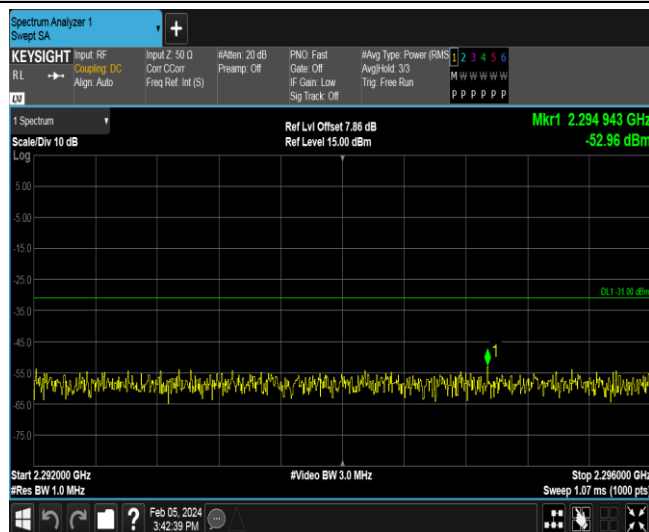 Spectrum Analyzer 1
Swept SA
+
KEYSIGHT
RL
LXI
Input: RF
Coupling: DC
Align: Auto
Input Z: 50 Ω
Corr CCorr
Freq Ref: Int (S)
#Atten: 20 dB
Preamp: Off
PNO: Fast
Gate: Off
IF Gain: Low
Sig Track: Off
#Avg Type: Power (RMS
Avg|Hold: 3/3
Trig: Free Run
1 2 3 4 5 6
M W W W W W
P P P P P P
1 Spectrum
Scale/Div 10 dB
Ref Lvl Offset 7.86 dB
Ref Level 15.00 dBm
Mkr1 2.294 943 GHz
-52.96 dBm
Log
5.00
-5.00
-15.0
-25.0
DL1 -31.00 dBm
-35.0
-45.0
1
-55.0
-65.0
-75.0
Start 2.292000 GHz
#Res BW 1.0 MHz
#Video BW 3.0 MHz
Stop 2.296000 GHz
Sweep 1.07 ms (1000 pts)
?
Feb 05, 2024
3:42:39 PM